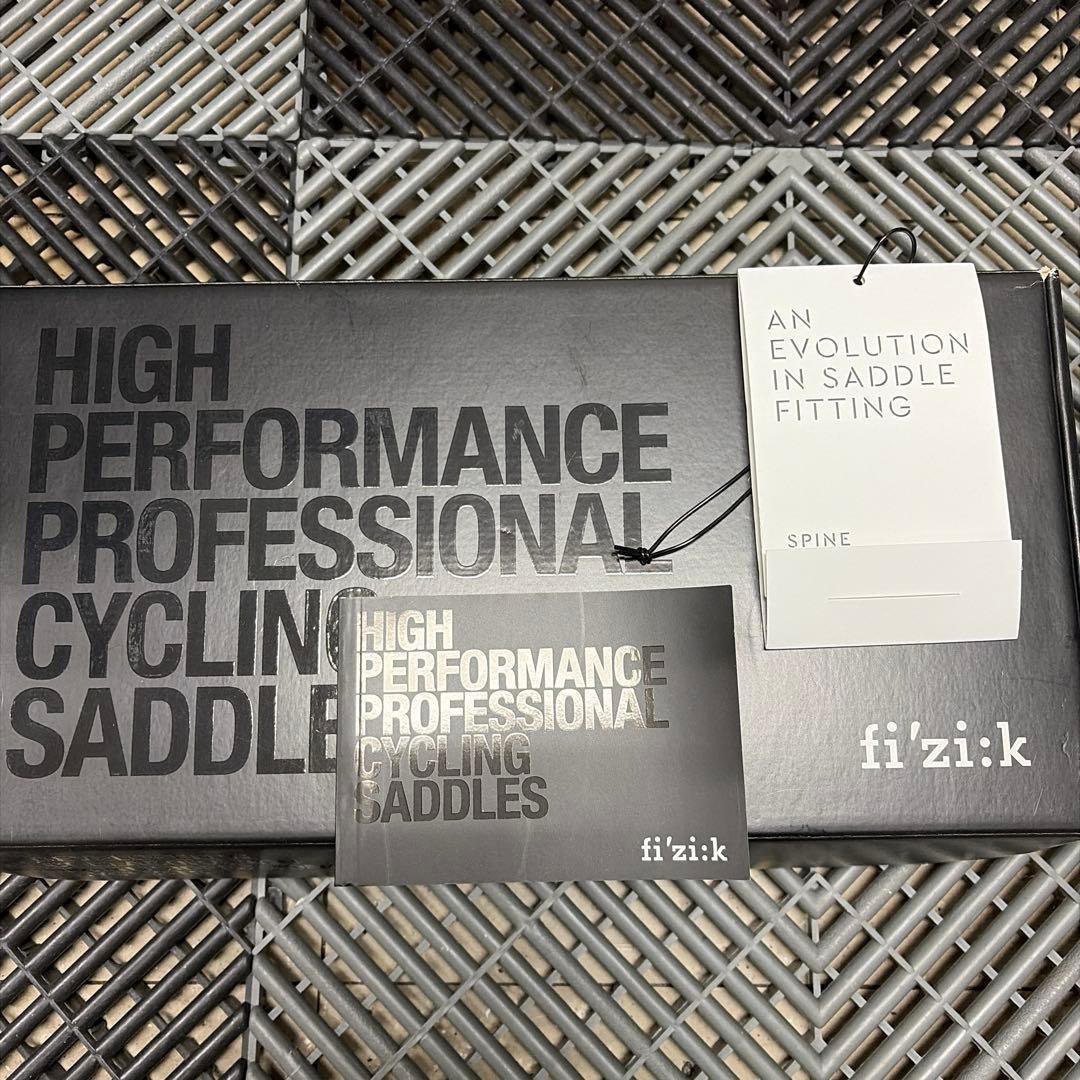 HIGH
PERFORMANCE
PROFESSIONAL
CYCLING
SADDLE
fi'zi:k
AN
EVOLUTION
IN SADDLE
FITTING
SPINE
HIGH
PERFORMANCE
PROFESSIONAL
CYCLING
SADDLES
fi'zi:k